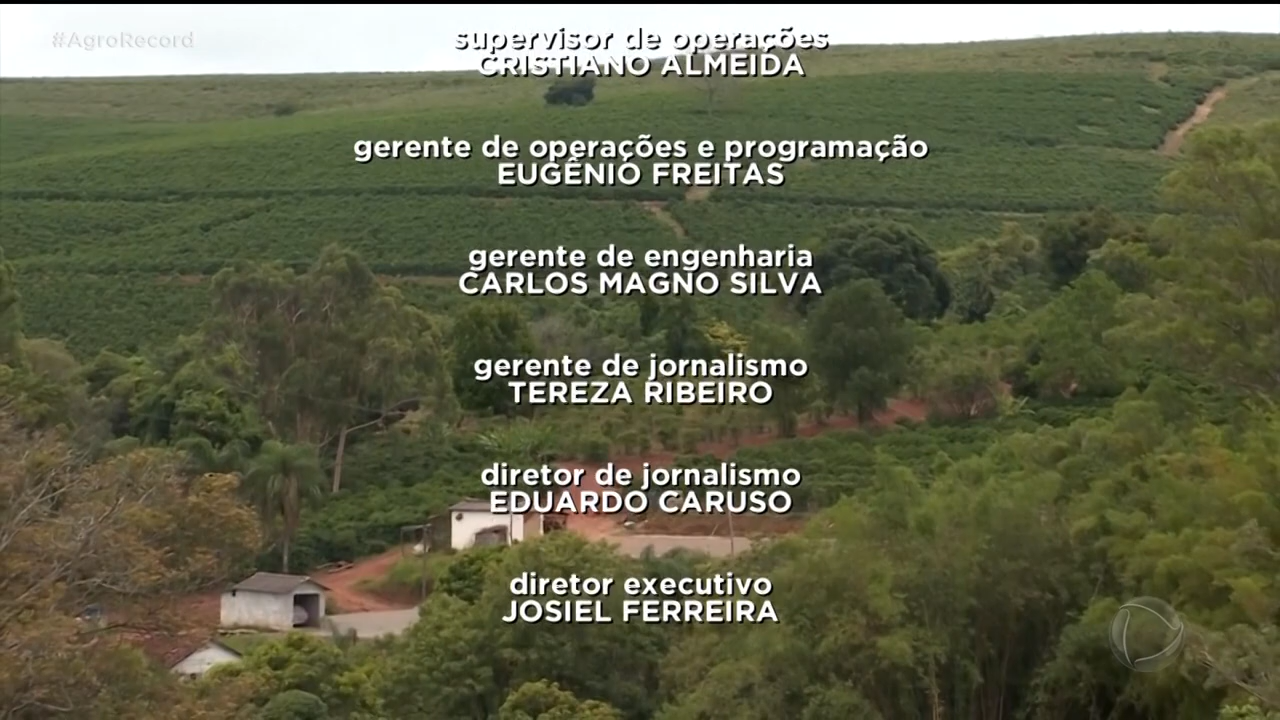 #AgroRecord
supervisor de operações
CRISTIANO ALMEIDA
gerente de operações e programação
EUGÊNIO FREITAS
gerente de engenharia
CARLOS MAGNO SILVA
gerente de jornalismo
TEREZA RIBEIRO
diretor de jornalismo
EDUARDO CARUSO
diretor executivo
JOSIEL FERREIRA